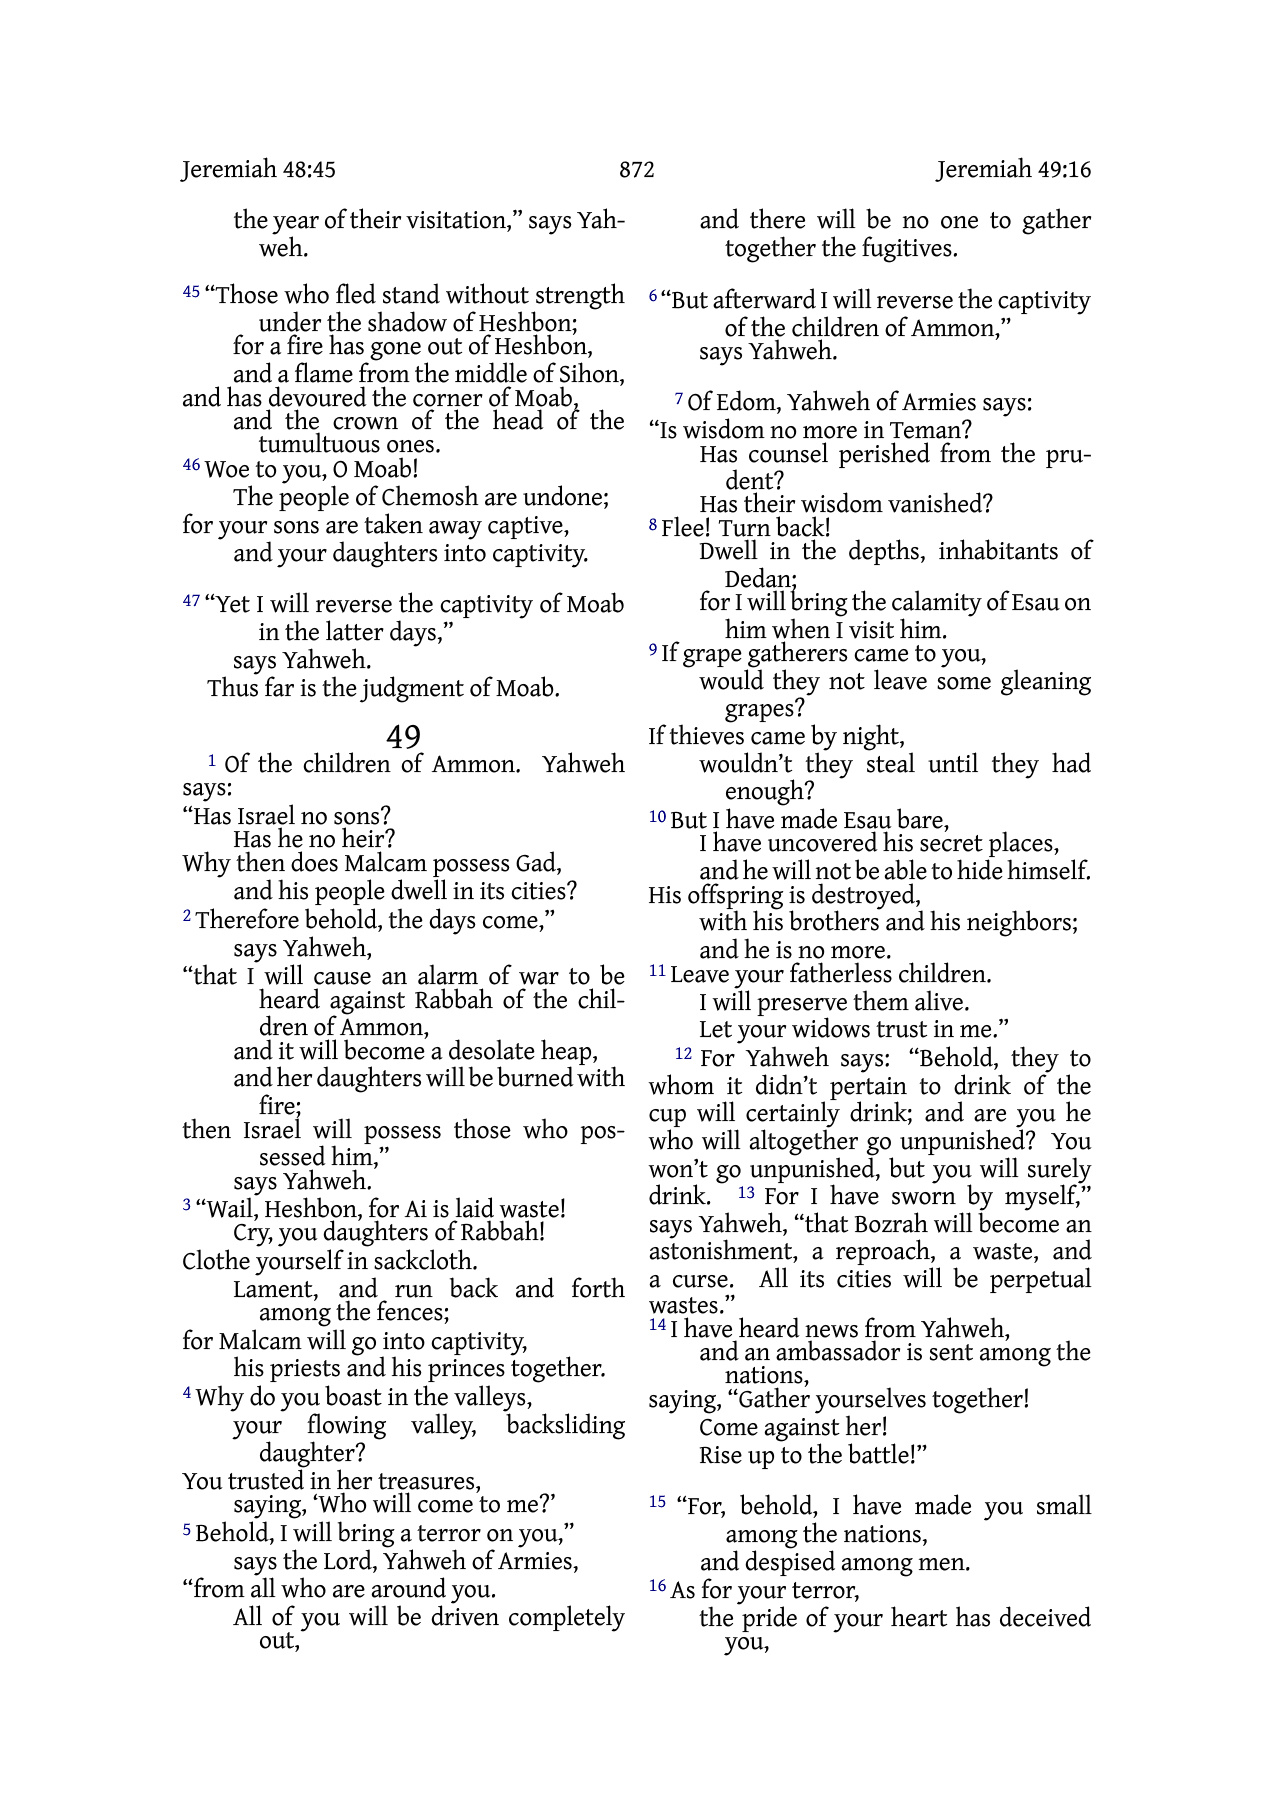 Jeremiah 48:45 872 Jeremiah 49:16
the year of their visitation,” says Yah-
weh.
45 “Those who fled stand without strength
under the shadow of Heshbon;
for a fire has gone out of Heshbon,
and a flame from the middle of Sihon,
and has devoured the corner of Moab,
and the crown of the head of the
tumultuous ones.
46 Woe to you, O Moab!
The people of Chemosh are undone;
for your sons are taken away captive,
and your daughters into captivity.
47 “Yet I will reverse the captivity of Moab
in the latter days,”
says Yahweh.
Thus far is the judgment of Moab.
49
1 Of the children of Ammon. Yahweh
says:
“Has Israel no sons?
Has he no heir?
Why then does Malcam possess Gad,
and his people dwell in its cities?
2 Therefore behold, the days come,”
says Yahweh,
“that I will cause an alarm of war to be
heard against Rabbah of the chil-
dren of Ammon,
and it will become a desolate heap,
and her daughters will be burned with
fire;
then Israel will possess those who pos-
sessed him,”
says Yahweh.
3 “Wail, Heshbon, for Ai is laid waste!
Cry, you daughters of Rabbah!
Clothe yourself in sackcloth.
Lament, and run back and forth
among the fences;
for Malcam will go into captivity,
his priests and his princes together.
4 Why do you boast in the valleys,
your flowing valley, backsliding
daughter?
You trusted in her treasures,
saying, ‘Who will come to me?’
5 Behold, I will bring a terror on you,”
says the Lord, Yahweh of Armies,
“from all who are around you.
All of you will be driven completely
out,
and there will be no one to gather
together the fugitives.
6 “But afterward I will reverse the captivity
of the children of Ammon,”
says Yahweh.
7 Of Edom, Yahweh of Armies says:
“Is wisdom no more in Teman?
Has counsel perished from the pru-
dent?
Has their wisdom vanished?
8 Flee! Turn back!
Dwell in the depths, inhabitants of
Dedan;
for I will bring the calamity of Esau on
him when I visit him.
9 If grape gatherers came to you,
would they not leave some gleaning
grapes?
If thieves came by night,
wouldn’t they steal until they had
enough?
10 But I have made Esau bare,
I have uncovered his secret places,
and he will not be able to hide himself.
His offspring is destroyed,
with his brothers and his neighbors;
and he is no more.
11 Leave your fatherless children.
I will preserve them alive.
Let your widows trust in me.”
12 For Yahweh says: “Behold, they to
whom it didn’t pertain to drink of the
cup will certainly drink; and are you he
who will altogether go unpunished? You
won’t go unpunished, but you will surely
drink. 13 For I have sworn by myself,”
says Yahweh, “that Bozrah will become an
astonishment, a reproach, a waste, and
a curse. All its cities will be perpetual
wastes.”
14 I have heard news from Yahweh,
and an ambassador is sent among the
nations,
saying, “Gather yourselves together!
Come against her!
Rise up to the battle!”
15 “For, behold, I have made you small
among the nations,
and despised among men.
16 As for your terror,
the pride of your heart has deceived
you,